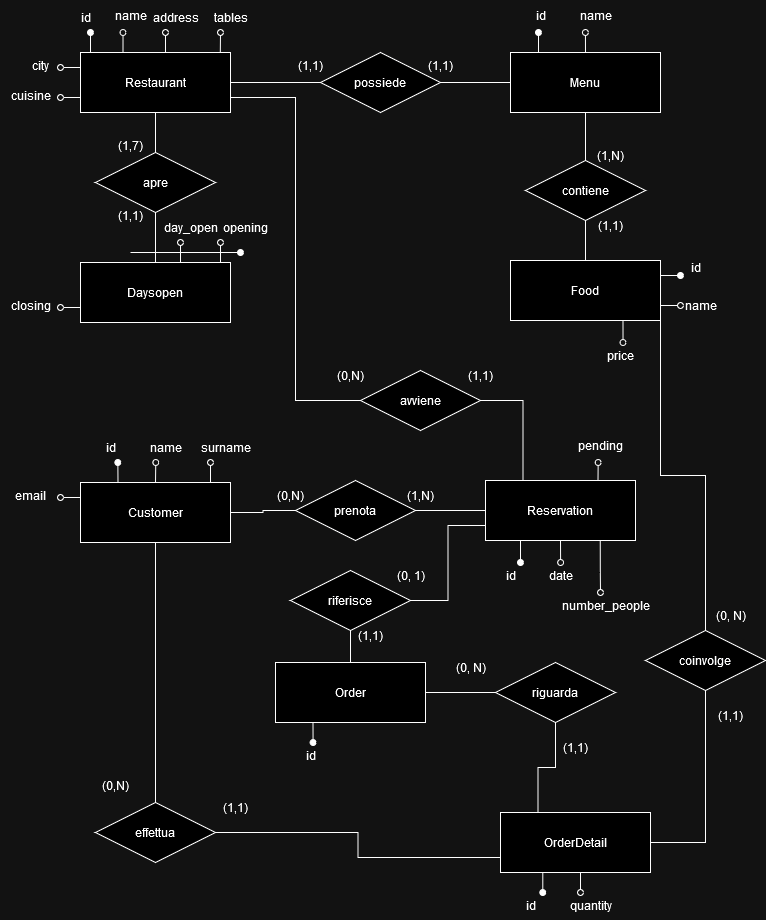 id
name
address
tables
id
name
city
cuisine
Restaurant
(1,1)
possiede
(1,1)
Menu
(1,7)
apre
(1,1)
(1,N)
contiene
(1,1)
day_open
opening
Daysopen
closing
Food
id
name
price
(0,N)
avviene
(1,1)
id
name
surname
pending
email
Customer
(0,N)
prenota
(1,N)
Reservation
id
date
number_people
(0, 1)
riferisce
(1,1)
(0, N)
coinvolge
(1,1)
Order
(0, N)
riguarda
(1,1)
id
(0,N)
effettua
(1,1)
OrderDetail
id
quantity